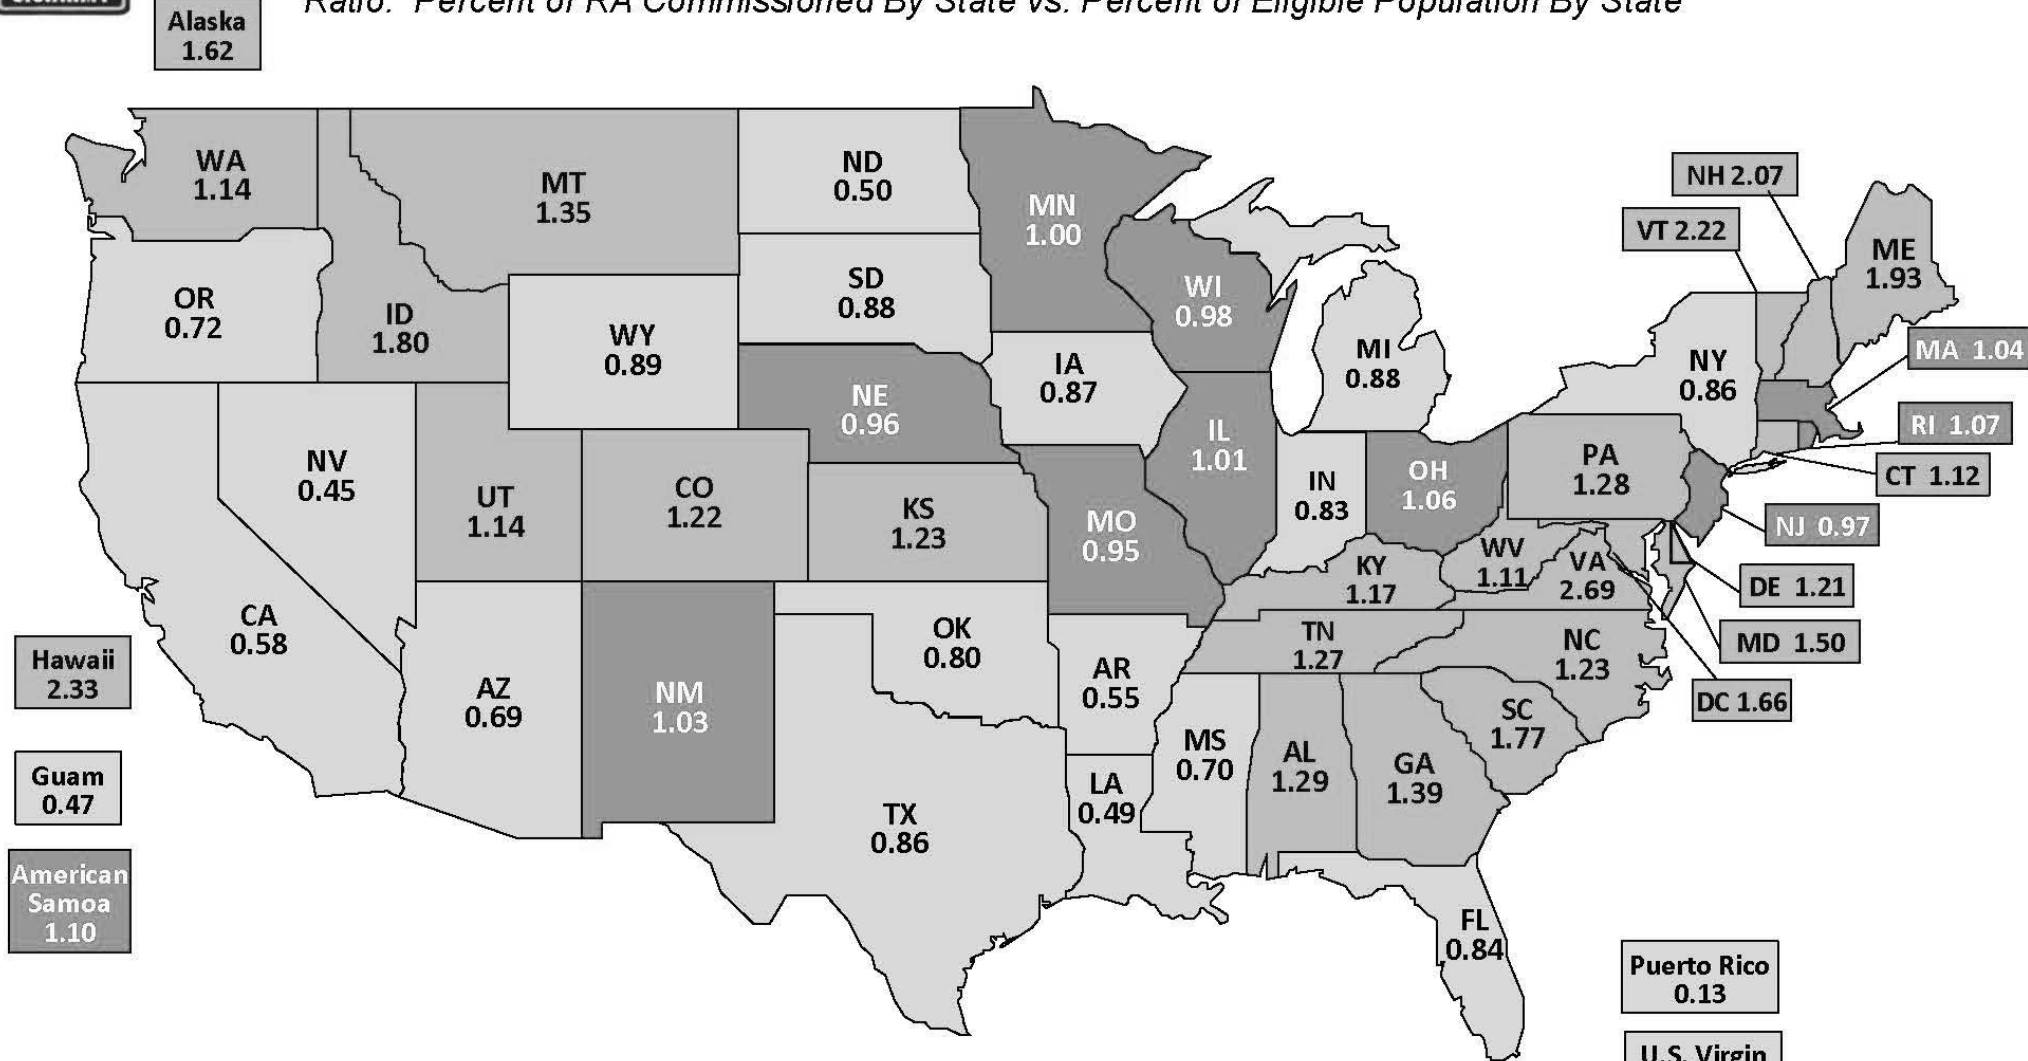 Ratio: Percent of RA Commissioned By State vs. Percent of Eligible Population By State
Alaska
1.62
WA
1.14
MT
1.35
ND
0.50
MN
1.00
NH 2.07
VT 2.22
ME
1.93
OR
0.72
ID
1.80
SD
0.88
WI
0.98
WY
0.89
MI
0.88
NY
0.86
MA 1.04
IA
0.87
NE
0.96
RI 1.07
NV
0.45
UT
1.14
CO
1.22
KS
1.23
IL
1.01
IN
0.83
OH
1.06
PA
1.28
CT 1.12
NJ 0.97
MO
0.95
KY
1.17
WV
1.11
VA
2.69
DE 1.21
MD 1.50
DC 1.66
CA
0.58
Hawaii
2.33
AZ
0.69
NM
1.03
OK
0.80
AR
0.55
TN
1.27
NC
1.23
SC
1.77
MS
0.70
AL
1.29
GA
1.39
Guam
0.47
TX
0.86
LA
0.49
American
Samoa
1.10
FL
0.84
Puerto Rico
0.13
U.S. Virgin